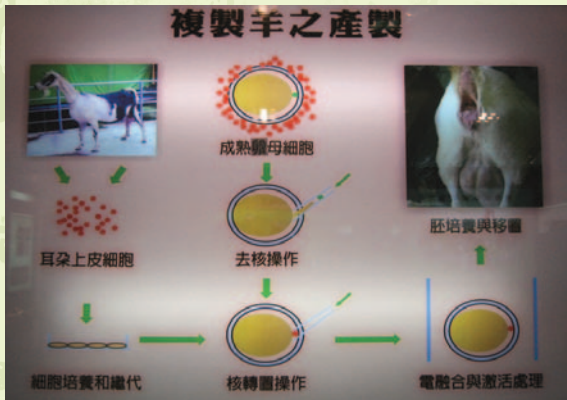 複製羊之產製
成熟卵母細胞
耳朶上皮細胞
去核操作
胚培養與移置
細胞培養和繼代
核轉置操作
電融合與激活處理